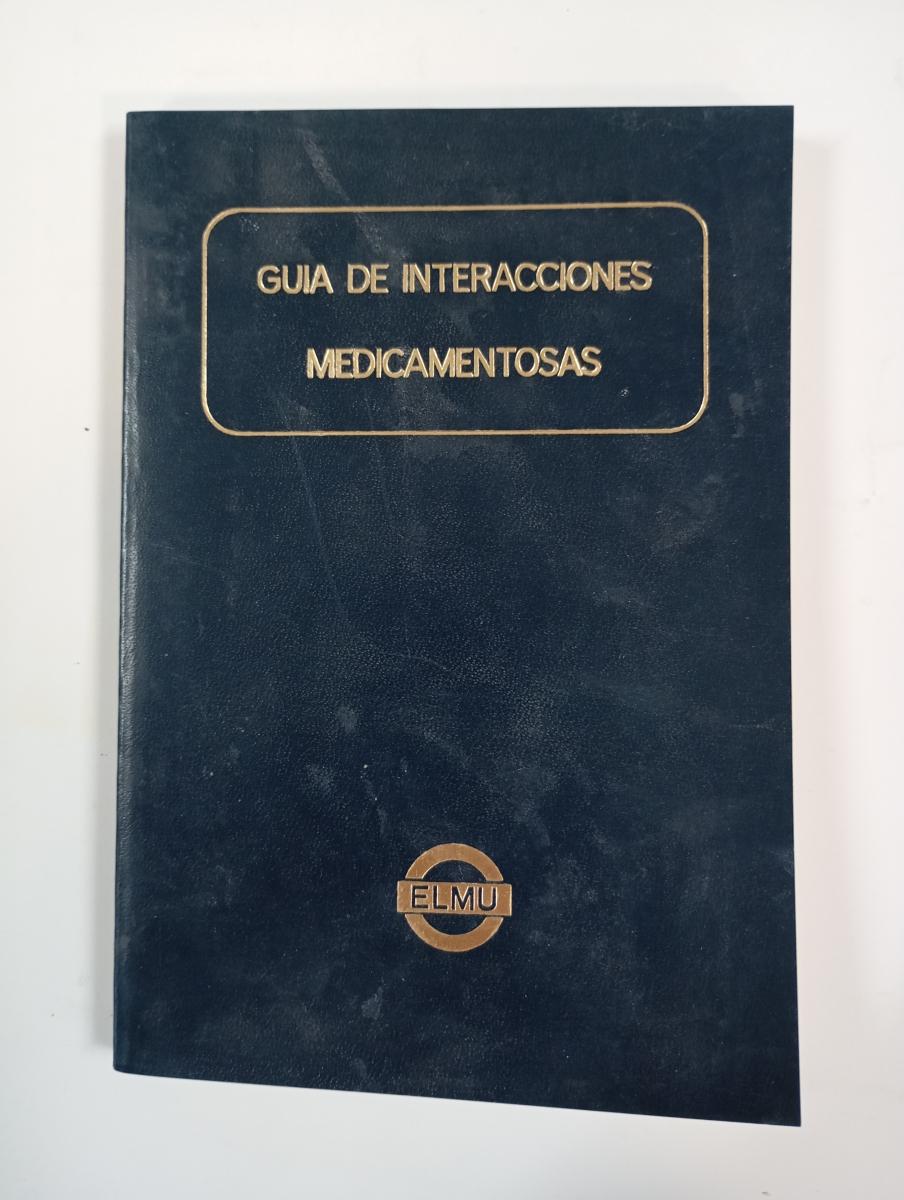 GUIA DE INTERACCIONES
MEDICAMENTOSAS
ELMU